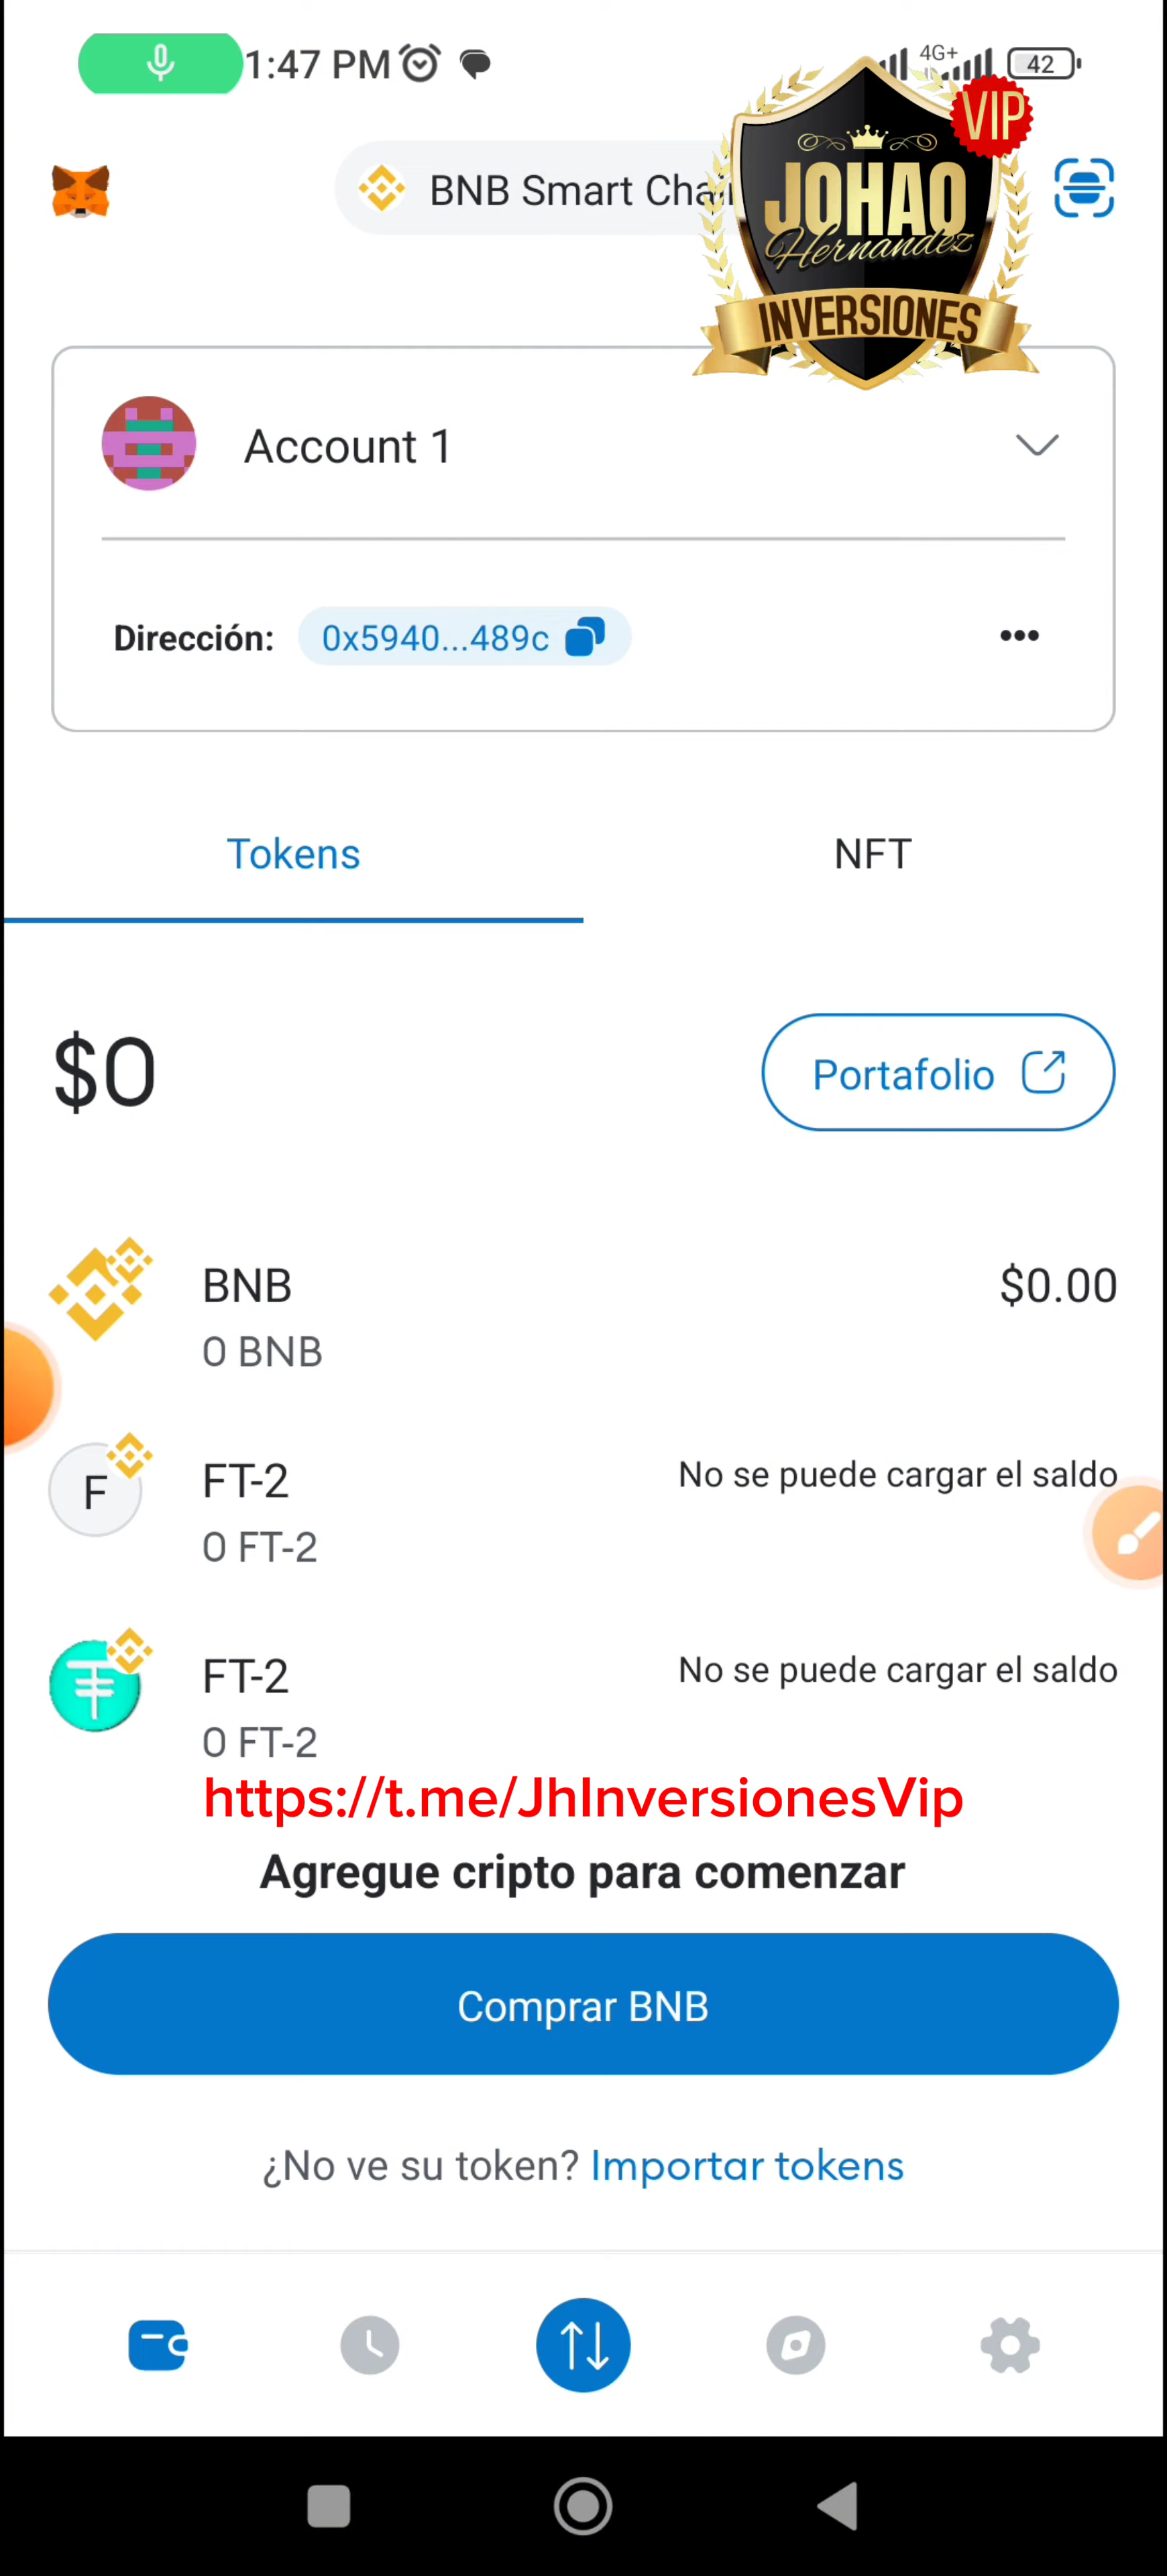 1:47 PM
4G+
42
VIP
BNB Smart Chai
JOHAO
Hernandez
INVERSIONES
Account 1
Dirección: 0x5940...489c
Tokens
NFT
$0
Portafolio
BNB
$0.00
0 BNB
F
FT-2
No se puede cargar el saldo
0 FT-2
FT-2
No se puede cargar el saldo
0 FT-2
https://t.me/JhInversionesVip
Agregue cripto para comenzar
Comprar BNB
¿No ve su token? Importar tokens